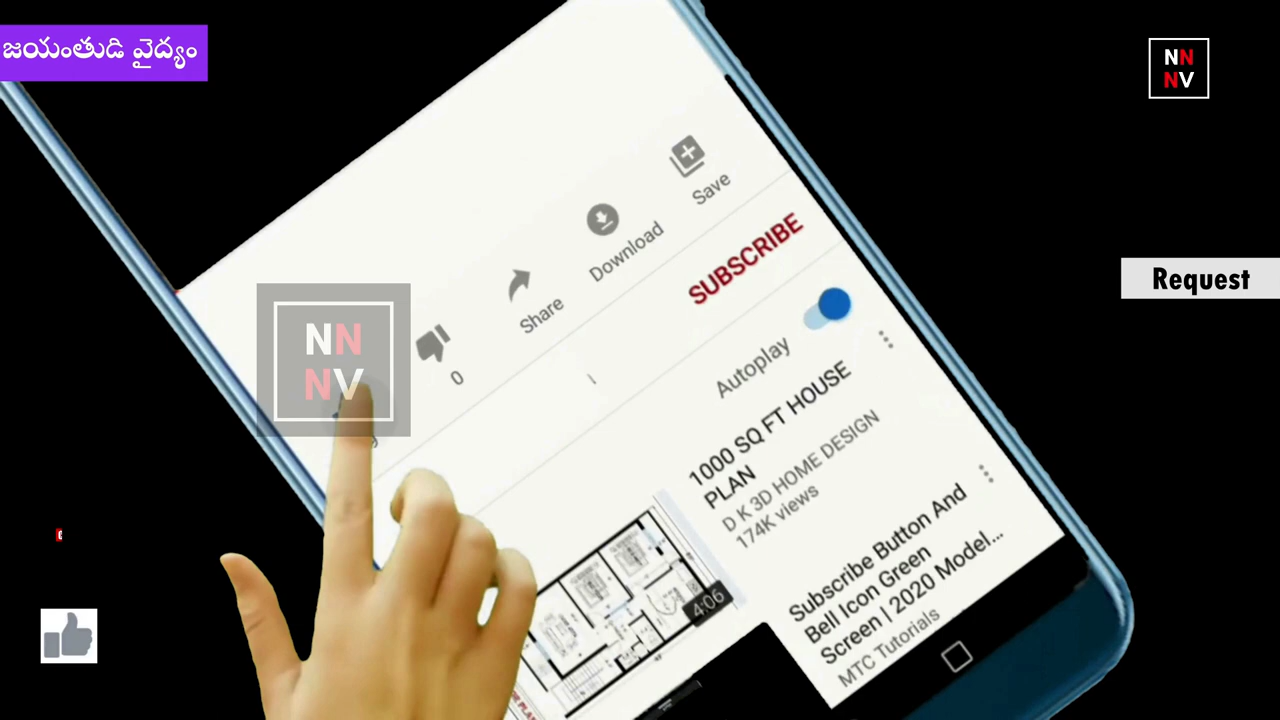 జయంతుడి వైద్యం
NN
NV
Request
NN
NV
0
Share
Download
Save
SUBSCRIBE
Autoplay
1000 SQ FT HOUSE
PLAN
D K 3D HOME DESIGN
174K views
4:06
Subscribe Button And
Bell Icon Green
Screen | 2020 Model...
MTC Tutorials